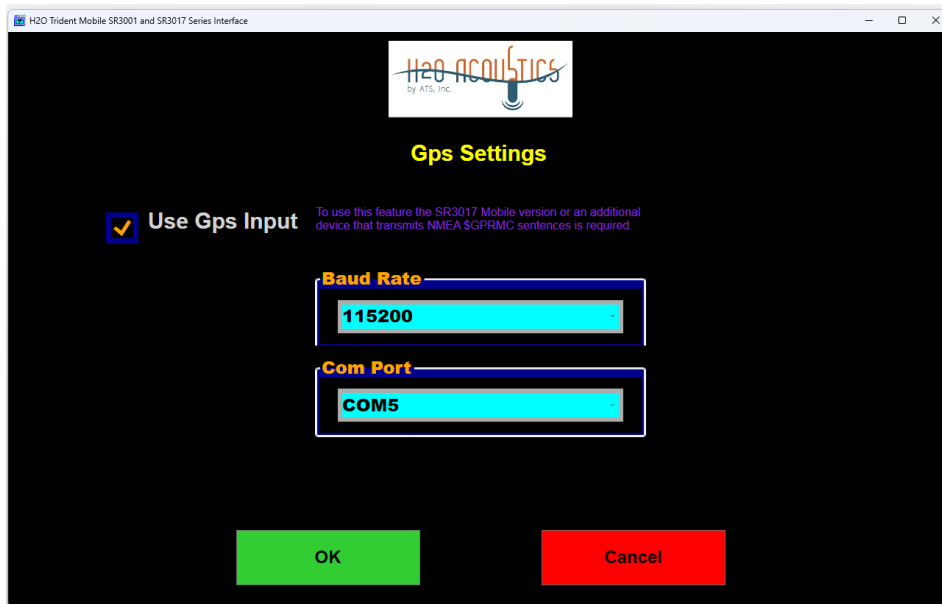 H2O Trident Mobile SR3001 and SR3017 Series Interface
H2O ACOUSTICS
by ATS, Inc.
Gps Settings
Use Gps Input
To use this feature the SR3017 Mobile version or an additional
device that transmits NMEA $GPRMC sentences is required.
Baud Rate
115200
Com Port
COM5
OK
Cancel